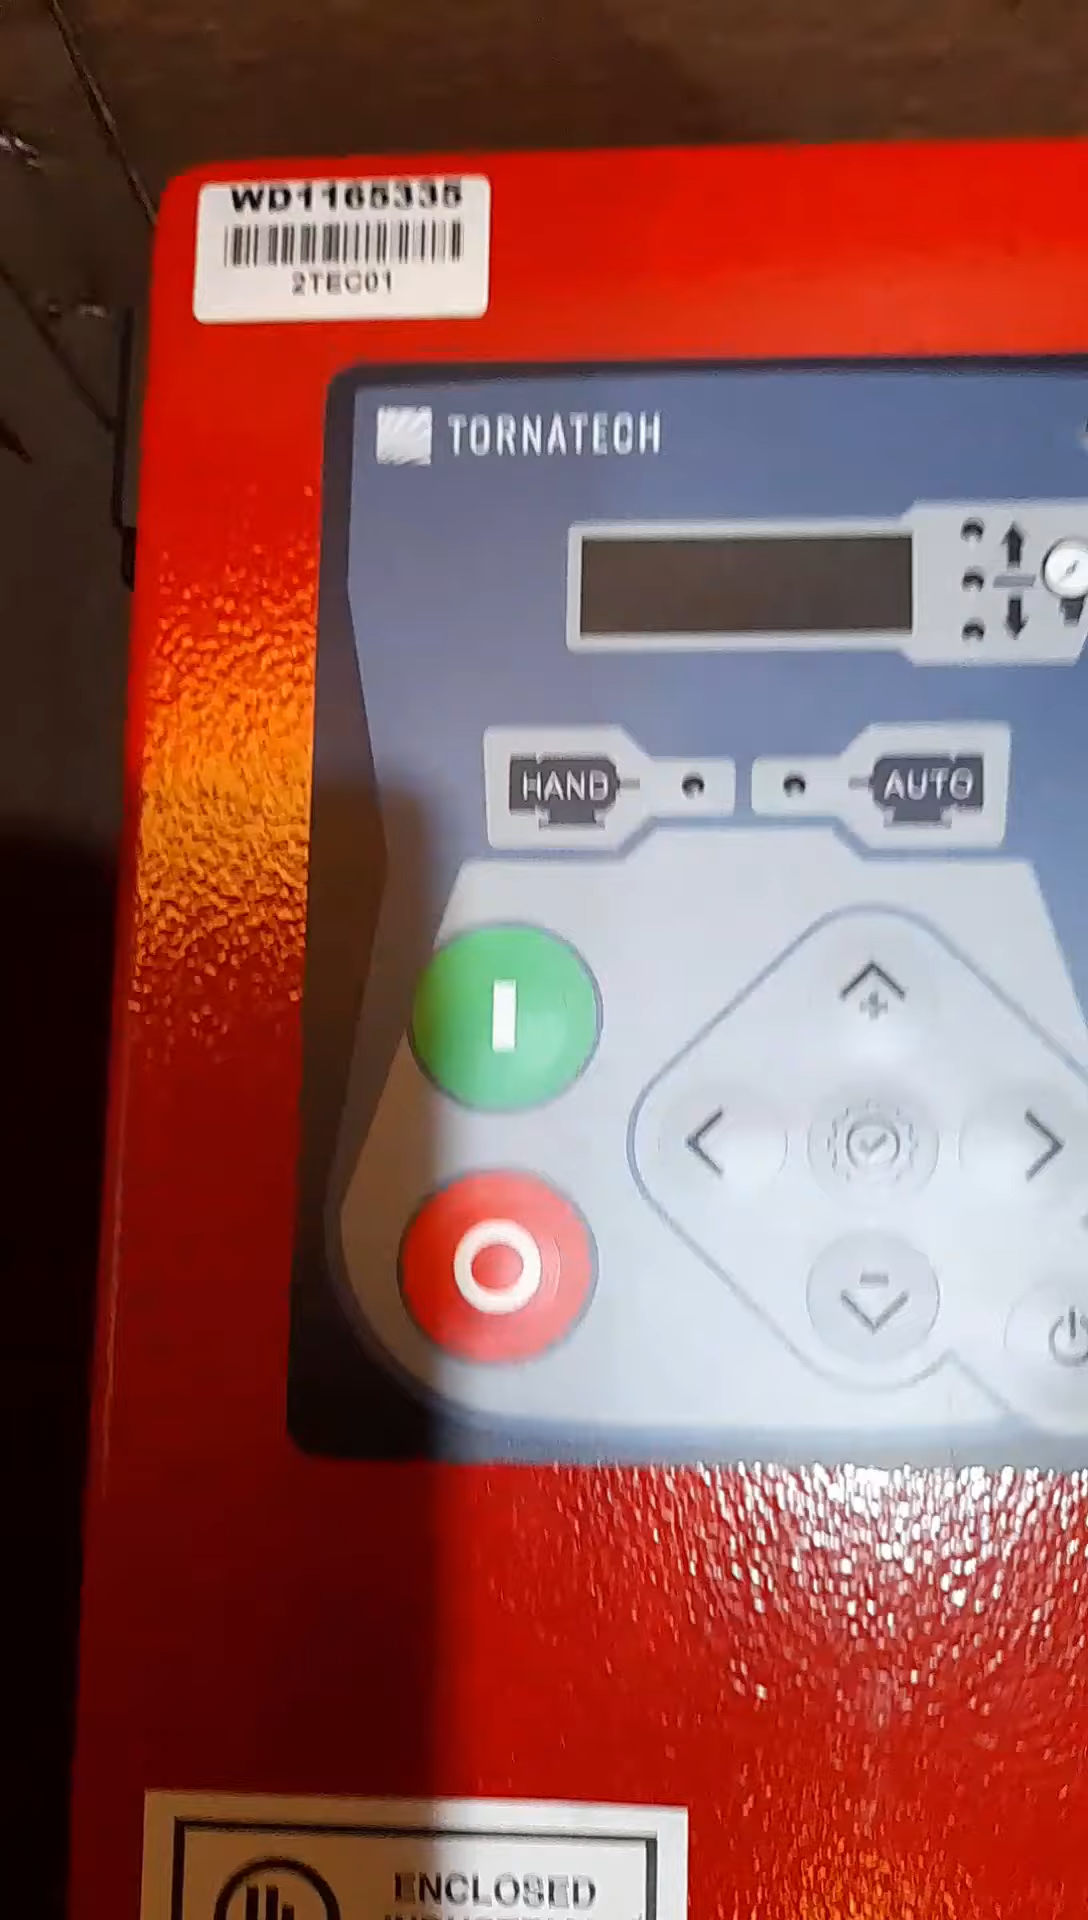 WD1165335
2TEC01
TORNATECH
HAND
AUTO
ENCLOSED